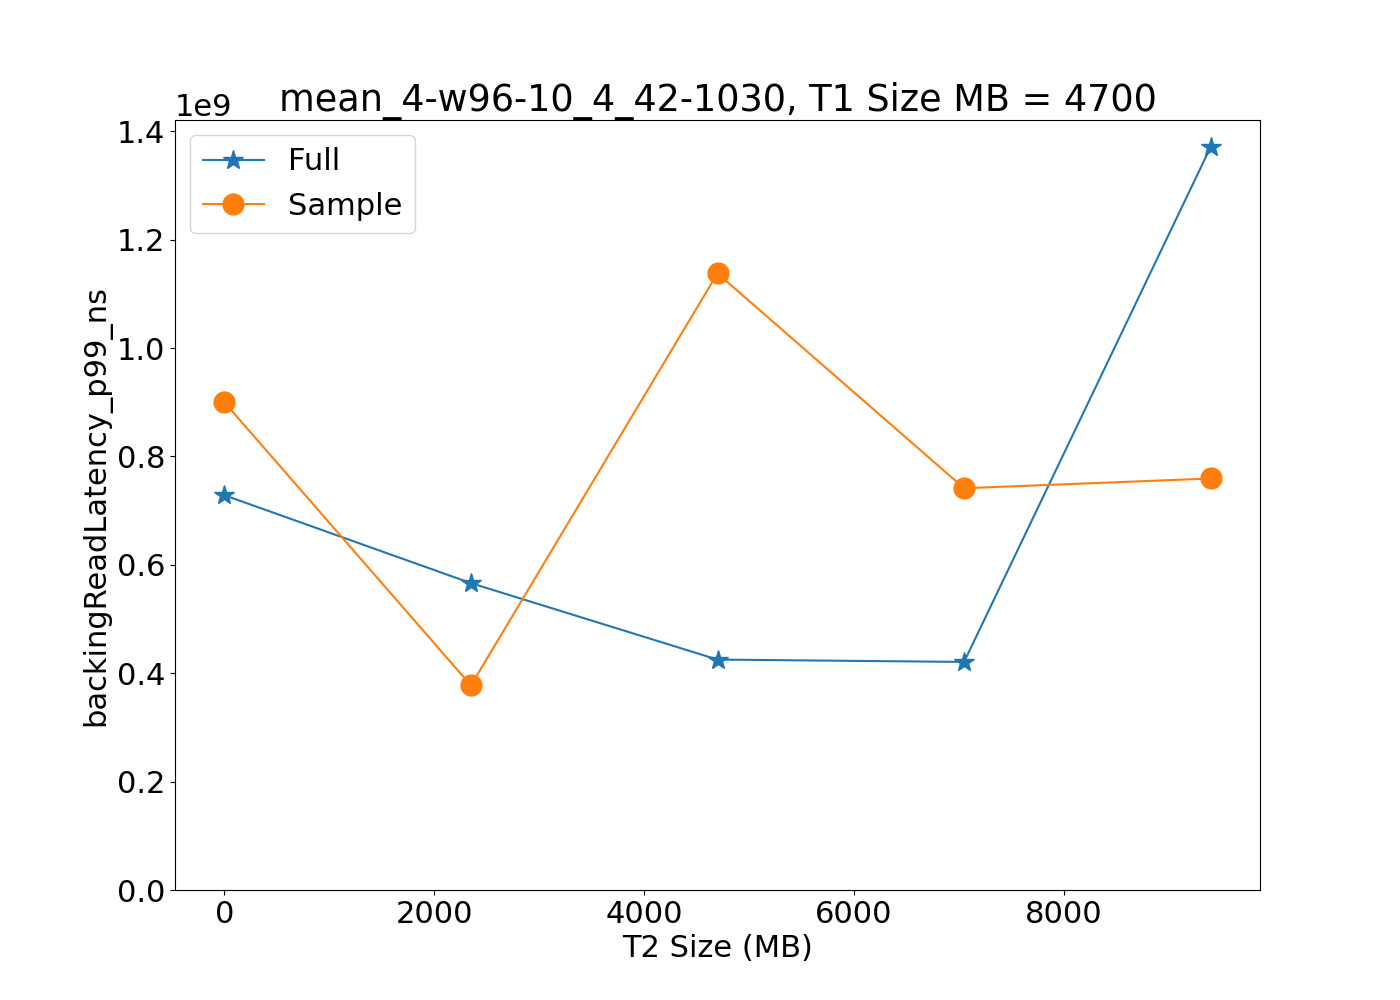 mean_4-w96-10_4_42-1030, T1 Size MB = 4700
1e9
Full
Sample
1.4
1.2
1.0
0.8
0.6
0.4
0.2
0.0
backingReadLatency_p99_ns
0 2000 4000 6000 8000
T2 Size (MB)